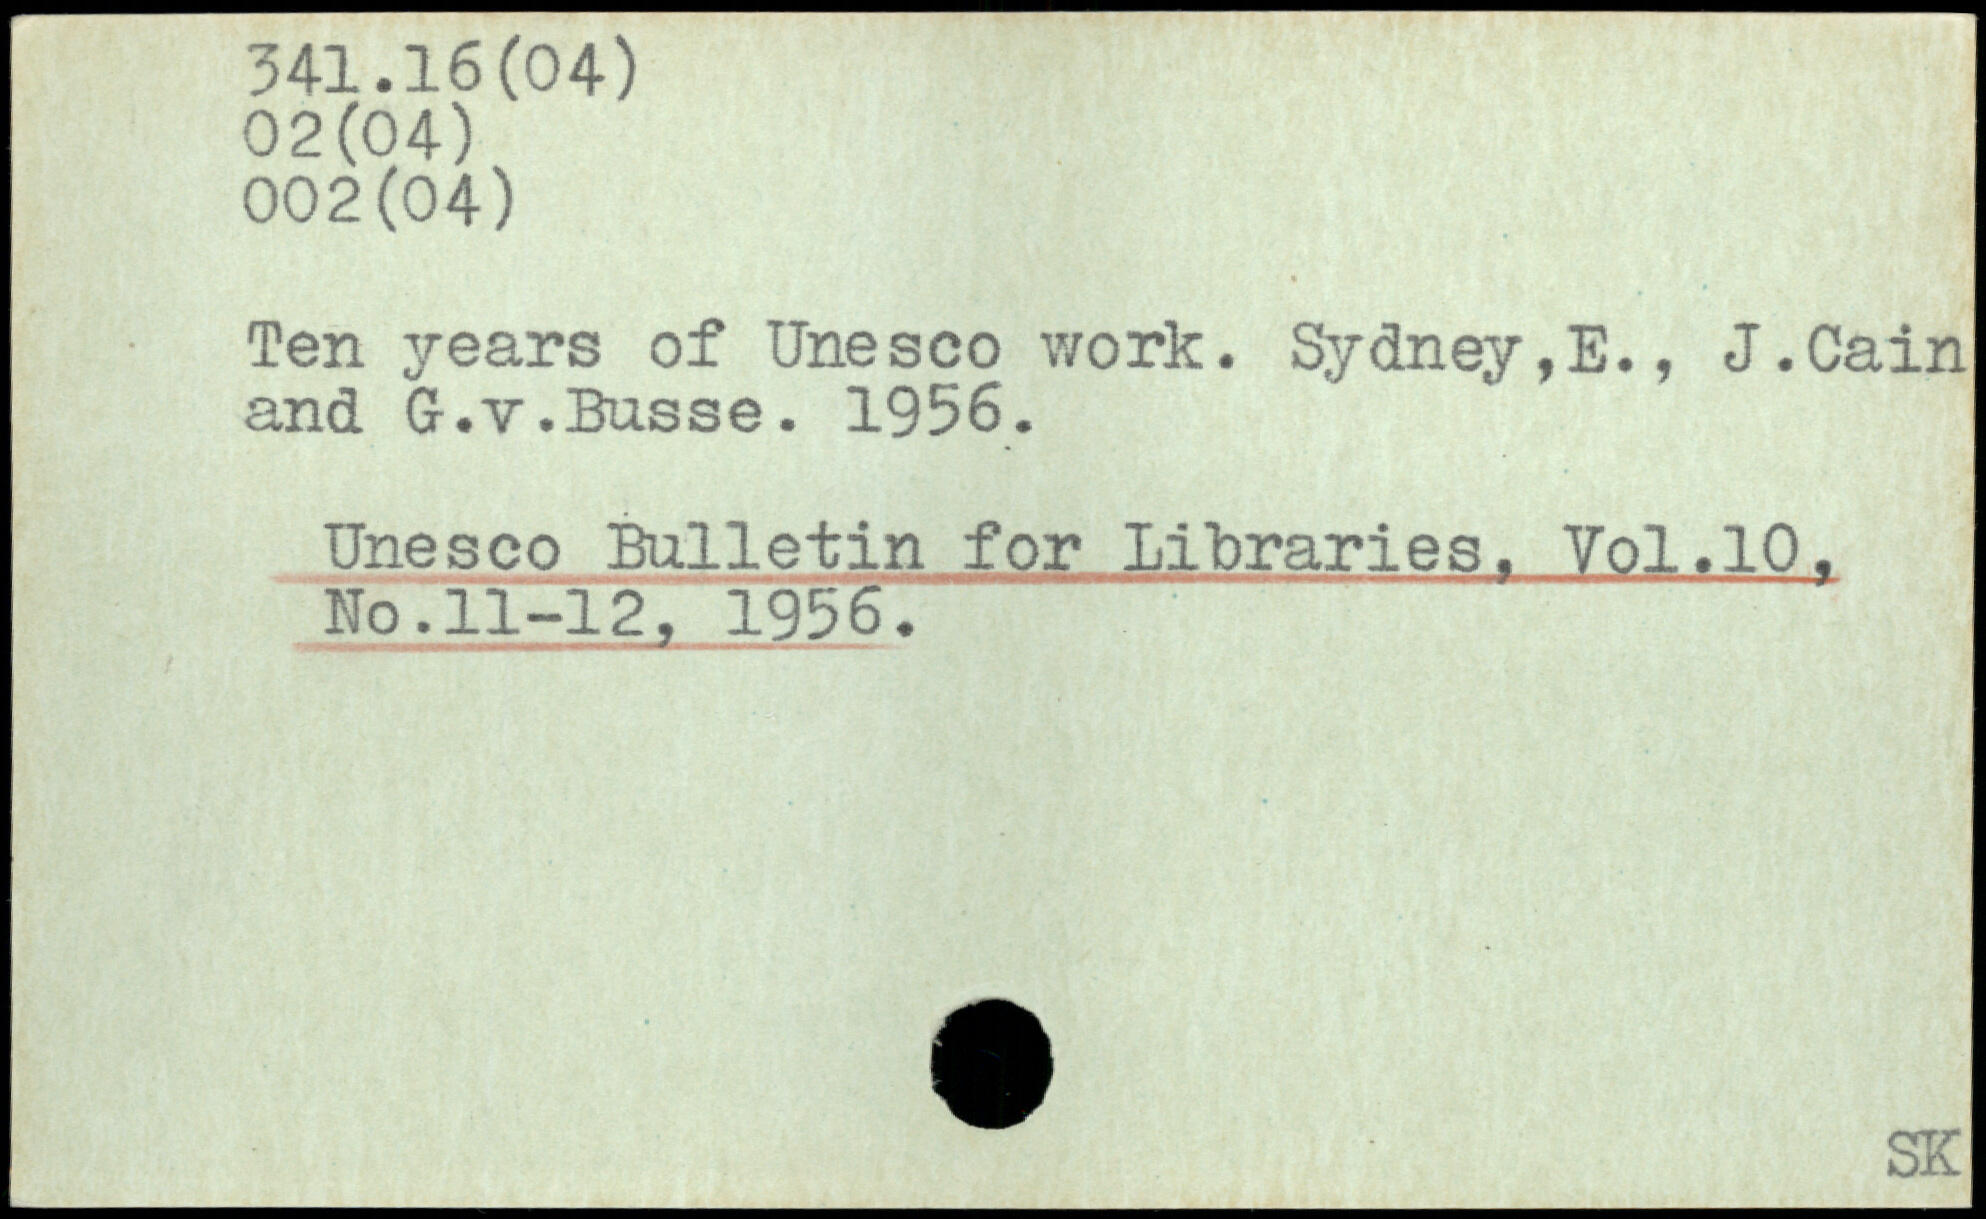 341.16(04)
02(04)
002(04)
Ten years of Unesco work. Sydney,E., J.Cain
and G.v.Busse. 1956.
Unesco Bulletin for Libraries, Vol.10,
No.11-12, 1956.
SK